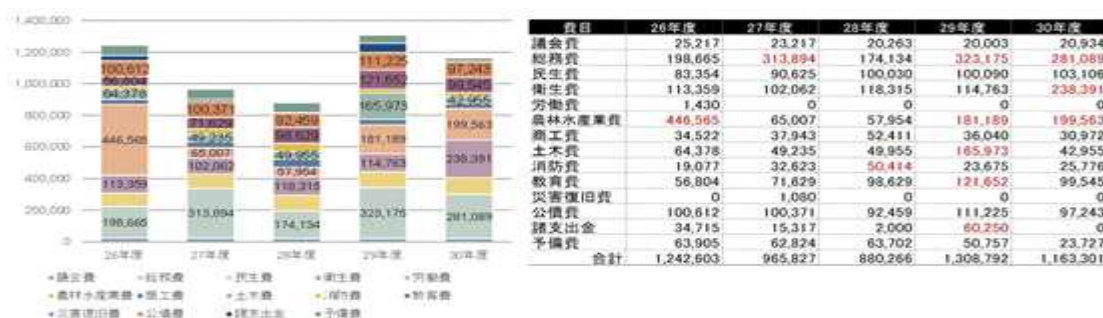 1,400,000
1,200,000
1,000,000
800,000
600,000
400,000
200,000
0
100,612
64,378
446,565
113,359
198,665
100,371
71,629
49,235
65,007
102,062
313,894
92,459
98,629
49,955
57,954
118,315
174,134
111,225
121,652
165,973
181,189
114,763
323,175
97,243
99,545
42,955
199,563
238,391
281,089
26年度 27年度 28年度 29年度 30年度
議会費 総務費 民生費 衛生費 労働費
農林水産業費 商工費 土木費 消防費 教育費
災害復旧費 公債費 諸支出金 予備費
費目 26年度 27年度 28年度 29年度 30年度
議会費 25,217 23,217 20,263 20,003 20,934
総務費 198,665 313,894 174,134 323,175 281,089
民生費 83,354 90,625 100,030 100,090 103,106
衛生費 113,359 102,062 118,315 114,763 238,391
労働費 1,430 0 0 0 0
農林水産業費 446,565 65,007 57,954 181,189 199,563
商工費 34,522 37,943 52,411 36,040 30,972
土木費 64,378 49,235 49,955 165,973 42,955
消防費 19,077 32,623 50,414 23,675 25,776
教育費 56,804 71,629 98,629 121,652 99,545
災害復旧費 0 1,080 0 0 0
公債費 100,612 100,371 92,459 111,225 97,243
諸支出金 34,715 15,317 2,000 60,250 0
予備費 63,905 62,824 63,702 50,757 23,727
合計 1,242,603 965,827 880,266 1,308,792 1,163,301